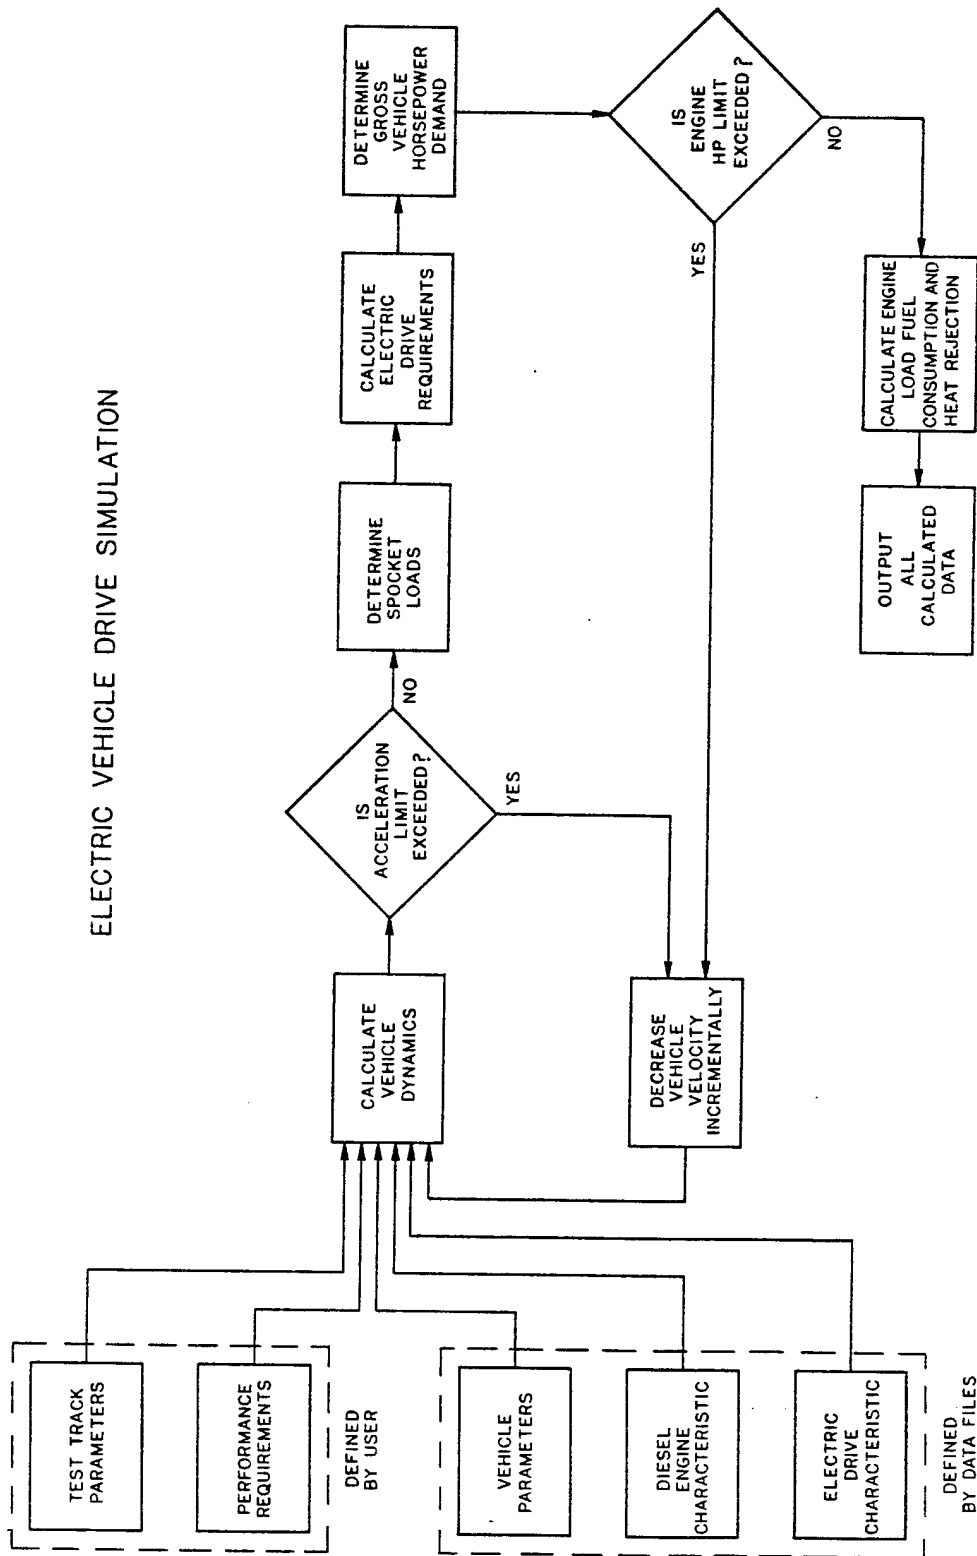 ELECTRIC VEHICLE DRIVE SIMULATION
TEST TRACK
PARAMETERS
PERFORMANCE
REQUIREMENTS
DEFINED
BY USER
VEHICLE
PARAMETERS
DIESEL
ENGINE
CHARACTERISTIC
ELECTRIC
DRIVE
CHARACTERISTIC
DEFINED
BY DATA FILES
CALCULATE
VEHICLE
DYNAMICS
IS
ACCELERATION
LIMIT
EXCEEDED?
NO
YES
DECREASE
VEHICLE
VELOCITY
INCREMENTALLY
DETERMINE
SPOCKET
LOADS
CALCULATE
ELECTRIC
DRIVE
REQUIREMENTS
DETERMINE
GROSS
VEHICLE
HORSEPOWER
DEMAND
IS
ENGINE
HP LIMIT
EXCEEDED?
YES
NO
CALCULATE ENGINE
LOAD FUEL
CONSUMPTION AND
HEAT REJECTION
OUTPUT
ALL
CALCULATED
DATA